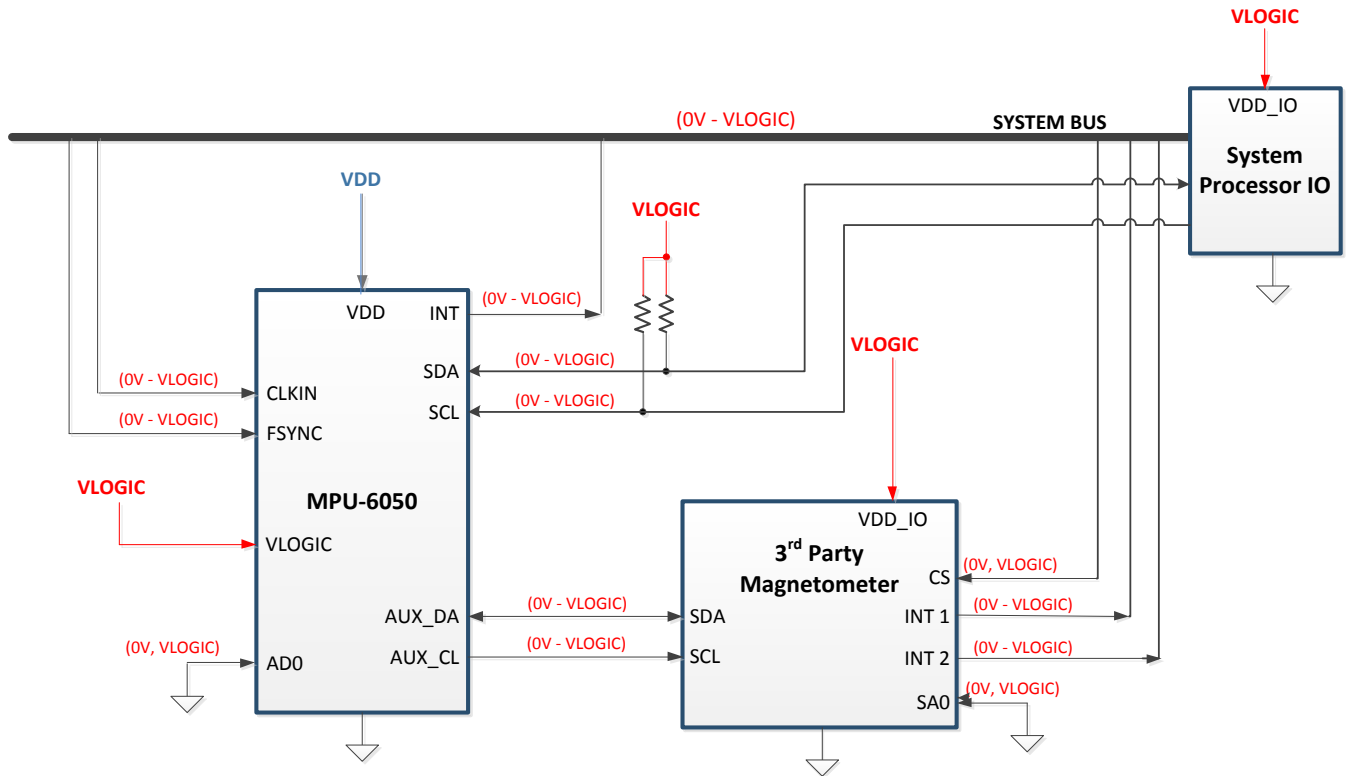 VLOGIC
VDD_IO
System
Processor IO
(0V - VLOGIC)
SYSTEM BUS
VDD
VLOGIC
VDD
INT
(0V - VLOGIC)
(0V - VLOGIC)
CLKIN
SDA
(0V - VLOGIC)
(0V - VLOGIC)
FSYNC
SCL
(0V - VLOGIC)
VLOGIC
MPU-6050
VLOGIC
VLOGIC
VDD_IO
3rd Party
Magnetometer
CS
(0V, VLOGIC)
AUX_DA
(0V - VLOGIC)
SDA
INT 1
(0V - VLOGIC)
(0V, VLOGIC)
AD0
AUX_CL
(0V - VLOGIC)
SCL
INT 2
(0V - VLOGIC)
SA0
(0V, VLOGIC)